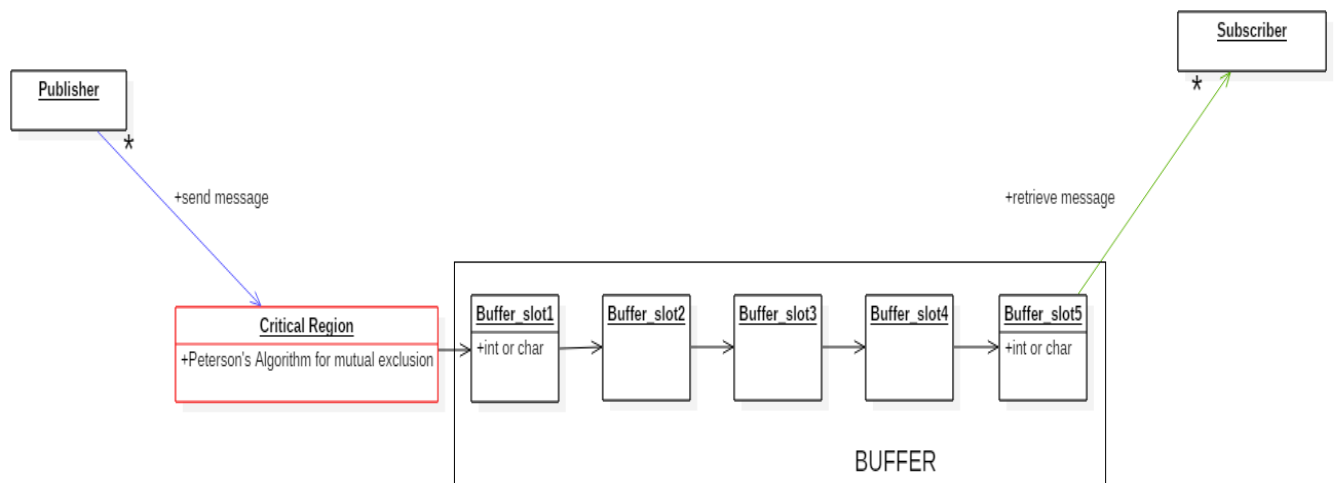 Subscriber
*
Publisher
*
+send message
+retrieve message
Critical Region
+Peterson's Algorithm for mutual exclusion
Buffer_slot1
+int or char
Buffer_slot2
Buffer_slot3
Buffer_slot4
Buffer_slot5
+int or char
BUFFER